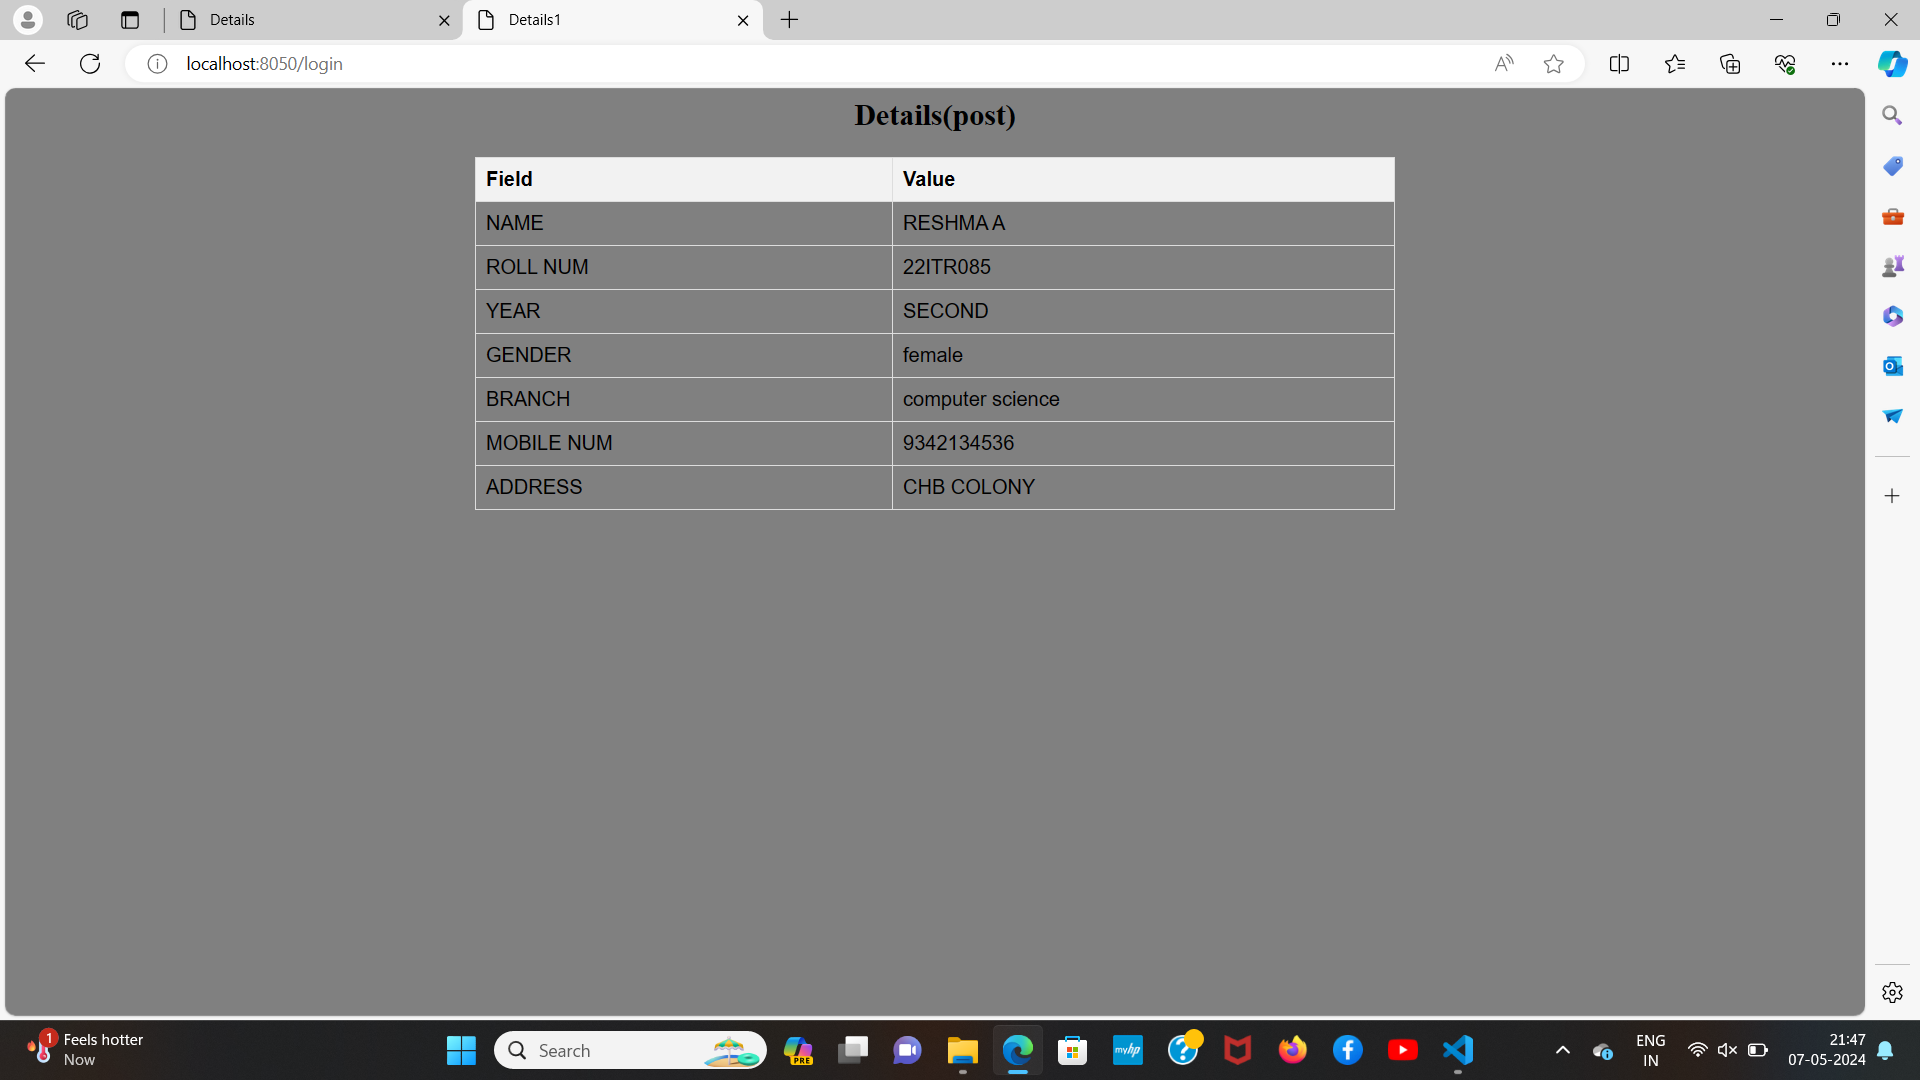 Details
Details1
localhost:8050/login
Details(post)
Field Value
NAME RESHMA A
ROLL NUM 22ITR085
YEAR SECOND
GENDER female
BRANCH computer science
MOBILE NUM 9342134536
ADDRESS CHB COLONY
1
Feels hotter
Now
Search
PRE
myhp
ENG
IN
21:47
07-05-2024